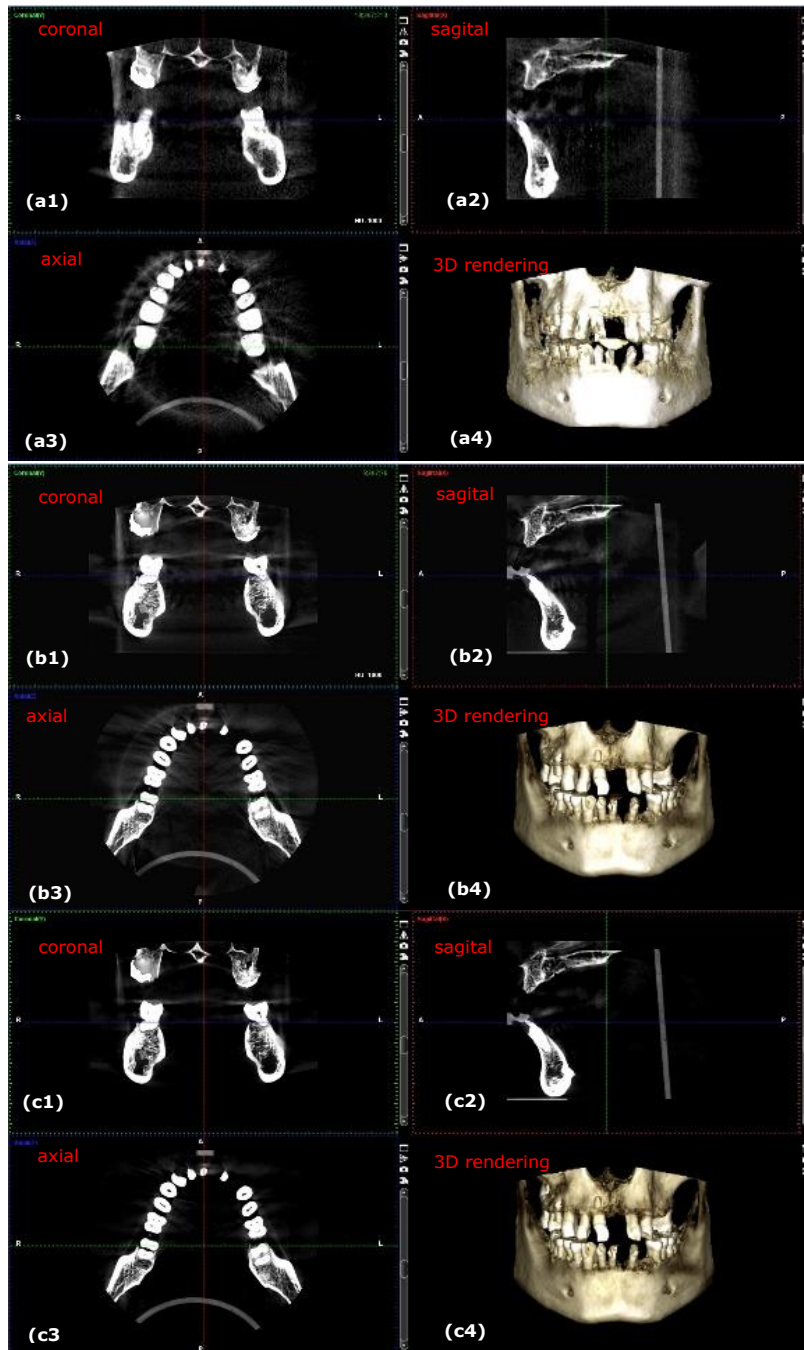 coronal
sagital
R
L
A
P
(a1)
(a2)
axial
A
3D rendering
R
L
(a3)
(a4)
coronal
sagital
R
L
A
P
(b1)
(b2)
axial
A
3D rendering
R
L
(b3)
(b4)
coronal
sagital
R
L
A
P
(c1)
(c2)
axial
3D rendering
R
L
(c3
(c4)